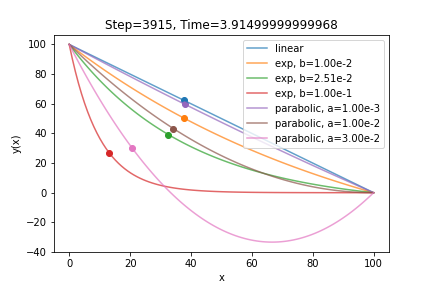 Step=3915, Time=3.91499999999968
100
80
60
40
20
0
−20
−40
y(x)
linear
exp, b=1.00e-2
exp, b=2.51e-2
exp, b=1.00e-1
parabolic, a=1.00e-3
parabolic, a=1.00e-2
parabolic, a=3.00e-2
0 20 40 60 80 100
x